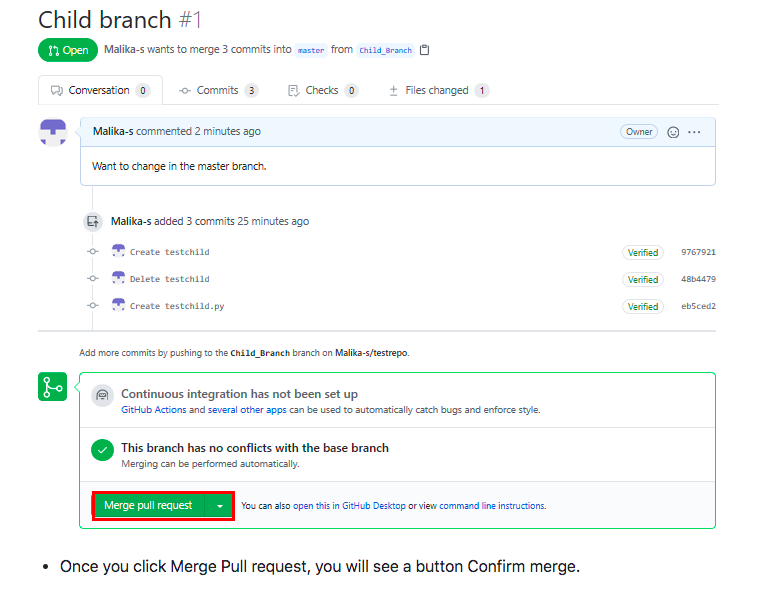 Child branch #1
Open Malika-s wants to merge 3 commits into master from Child_Branch
Conversation 0 Commits 3 Checks 0 Files changed 1
Malika-s commented 2 minutes ago Owner ...
Want to change in the master branch.
Malika-s added 3 commits 25 minutes ago
Create testchild Verified 9767921
Delete testchild Verified 48b4479
Create testchild.py Verified eb5ced2
Add more commits by pushing to the Child_Branch branch on Malika-s/testrepo.
Continuous integration has not been set up
GitHub Actions and several other apps can be used to automatically catch bugs and enforce style.
This branch has no conflicts with the base branch
Merging can be performed automatically.
Merge pull request You can also open this in GitHub Desktop or view command line instructions.
• Once you click Merge Pull request, you will see a button Confirm merge.